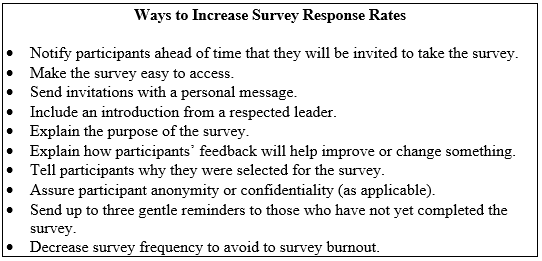 Ways to Increase Survey Response Rates
• Notify participants ahead of time that they will be invited to take the survey.
• Make the survey easy to access.
• Send invitations with a personal message.
• Include an introduction from a respected leader.
• Explain the purpose of the survey.
• Explain how participants' feedback will help improve or change something.
• Tell participants why they were selected for the survey.
• Assure participant anonymity or confidentiality (as applicable).
• Send up to three gentle reminders to those who have not yet completed the
survey.
• Decrease survey frequency to avoid to survey burnout.